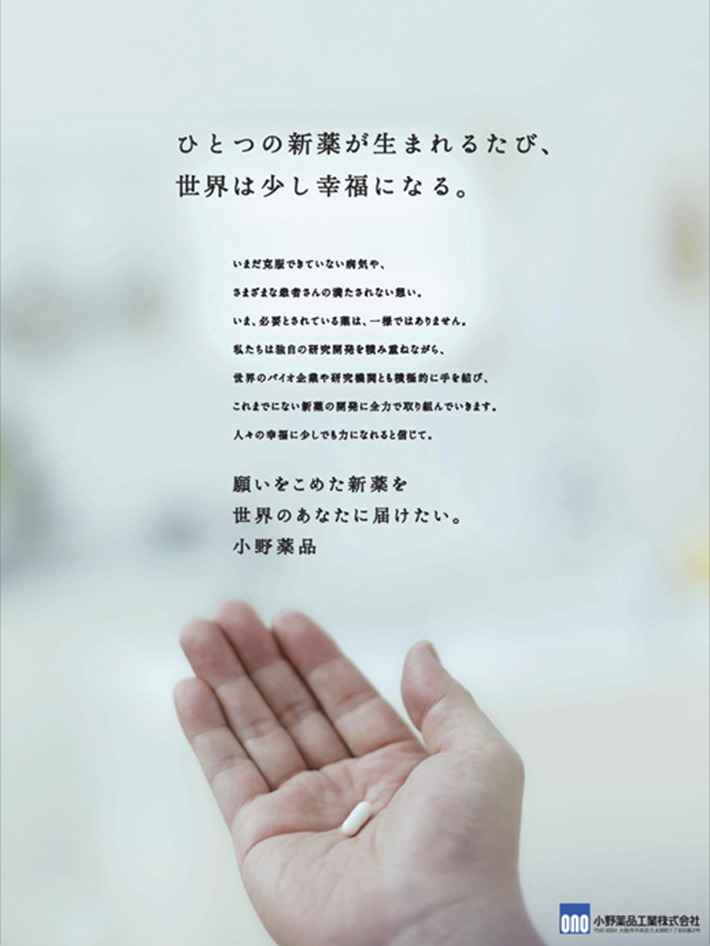 ひとつの新薬が生まれるたび、
世界は少し幸福になる。
いまだ克服できていない病気や、
さまざまな患者さんの満たされない想い。
いま、必要とされている薬は、一様ではありません。
私たちは独自の研究開発を積み重ねながら、
世界のバイオ企業や研究機関とも積極的に手を結び、
これまでにない新薬の開発に全力で取り組んでいきます。
人々の幸福に少しでも力になれると信じて。
願いをこめた新薬を
世界のあなたに届けたい。
小野薬品
ono 小野薬品工業株式会社